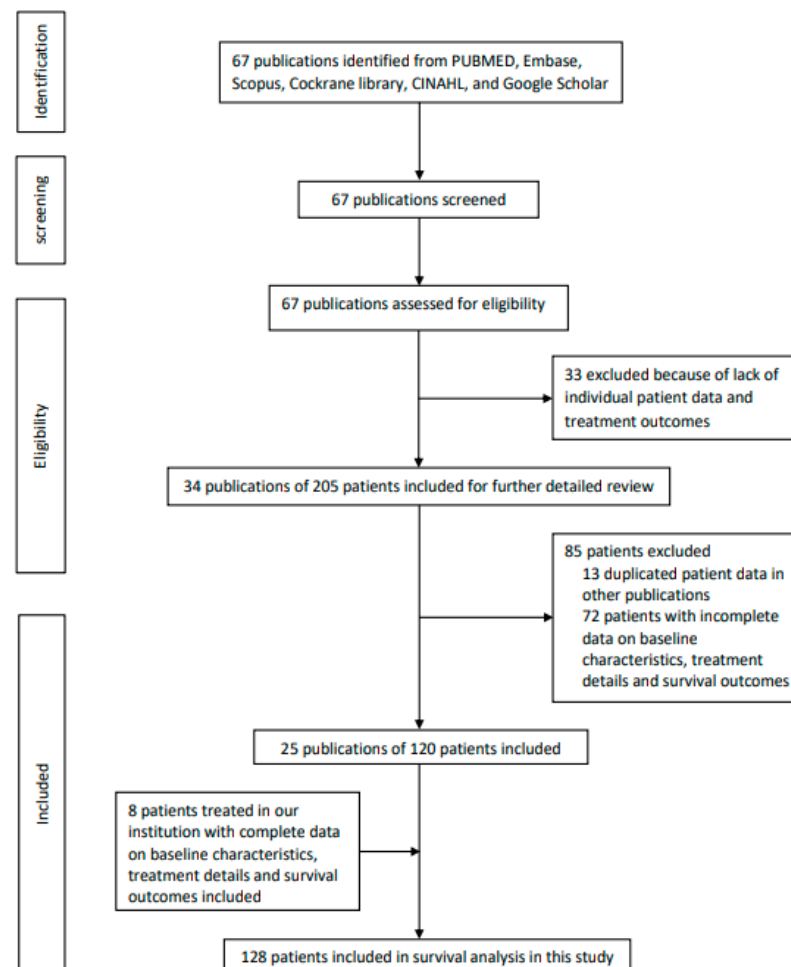 Identification
67 publications identified from PUBMED, Embase,
Scopus, Cockrane library, CINAHL, and Google Scholar
screening
67 publications screened
Eligibility
67 publications assessed for eligibility
33 excluded because of lack of
individual patient data and
treatment outcomes
34 publications of 205 patients included for further detailed review
85 patients excluded
13 duplicated patient data in
other publications
72 patients with incomplete
data on baseline
characteristics, treatment
details and survival outcomes
Included
25 publications of 120 patients included
8 patients treated in our
institution with complete data
on baseline characteristics,
treatment details and survival
outcomes included
128 patients included in survival analysis in this study